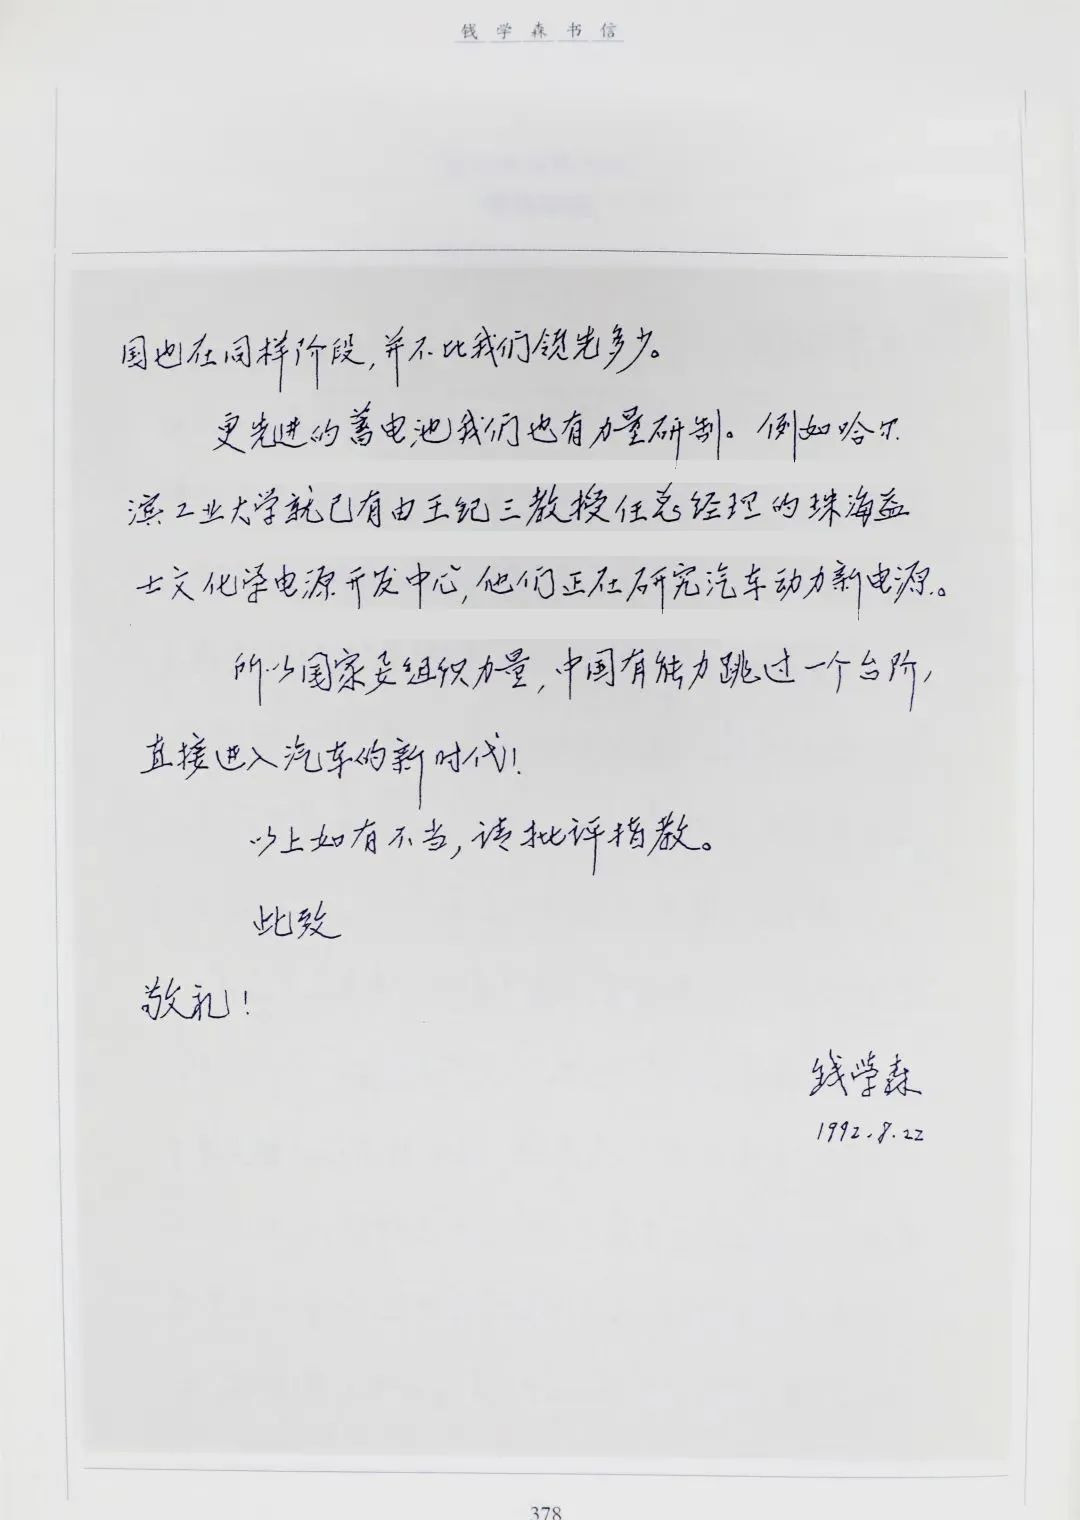 钱学森书信
国也在同样阶段，并不比我们领先多少。
更先进的蓄电池我们也有力量研制。例如哈尔
滨工业大学就已有由王纪三教授任总经理的珠海益
士文化学电源开发中心，他们正在研究汽车动力新电源。
所以国家要组织力量，中国有能力跳过一个台阶，
直接进入汽车的新时代！
以上如有不当，请批评指教。
此致
敬礼！
钱学森
1992.8.22
378